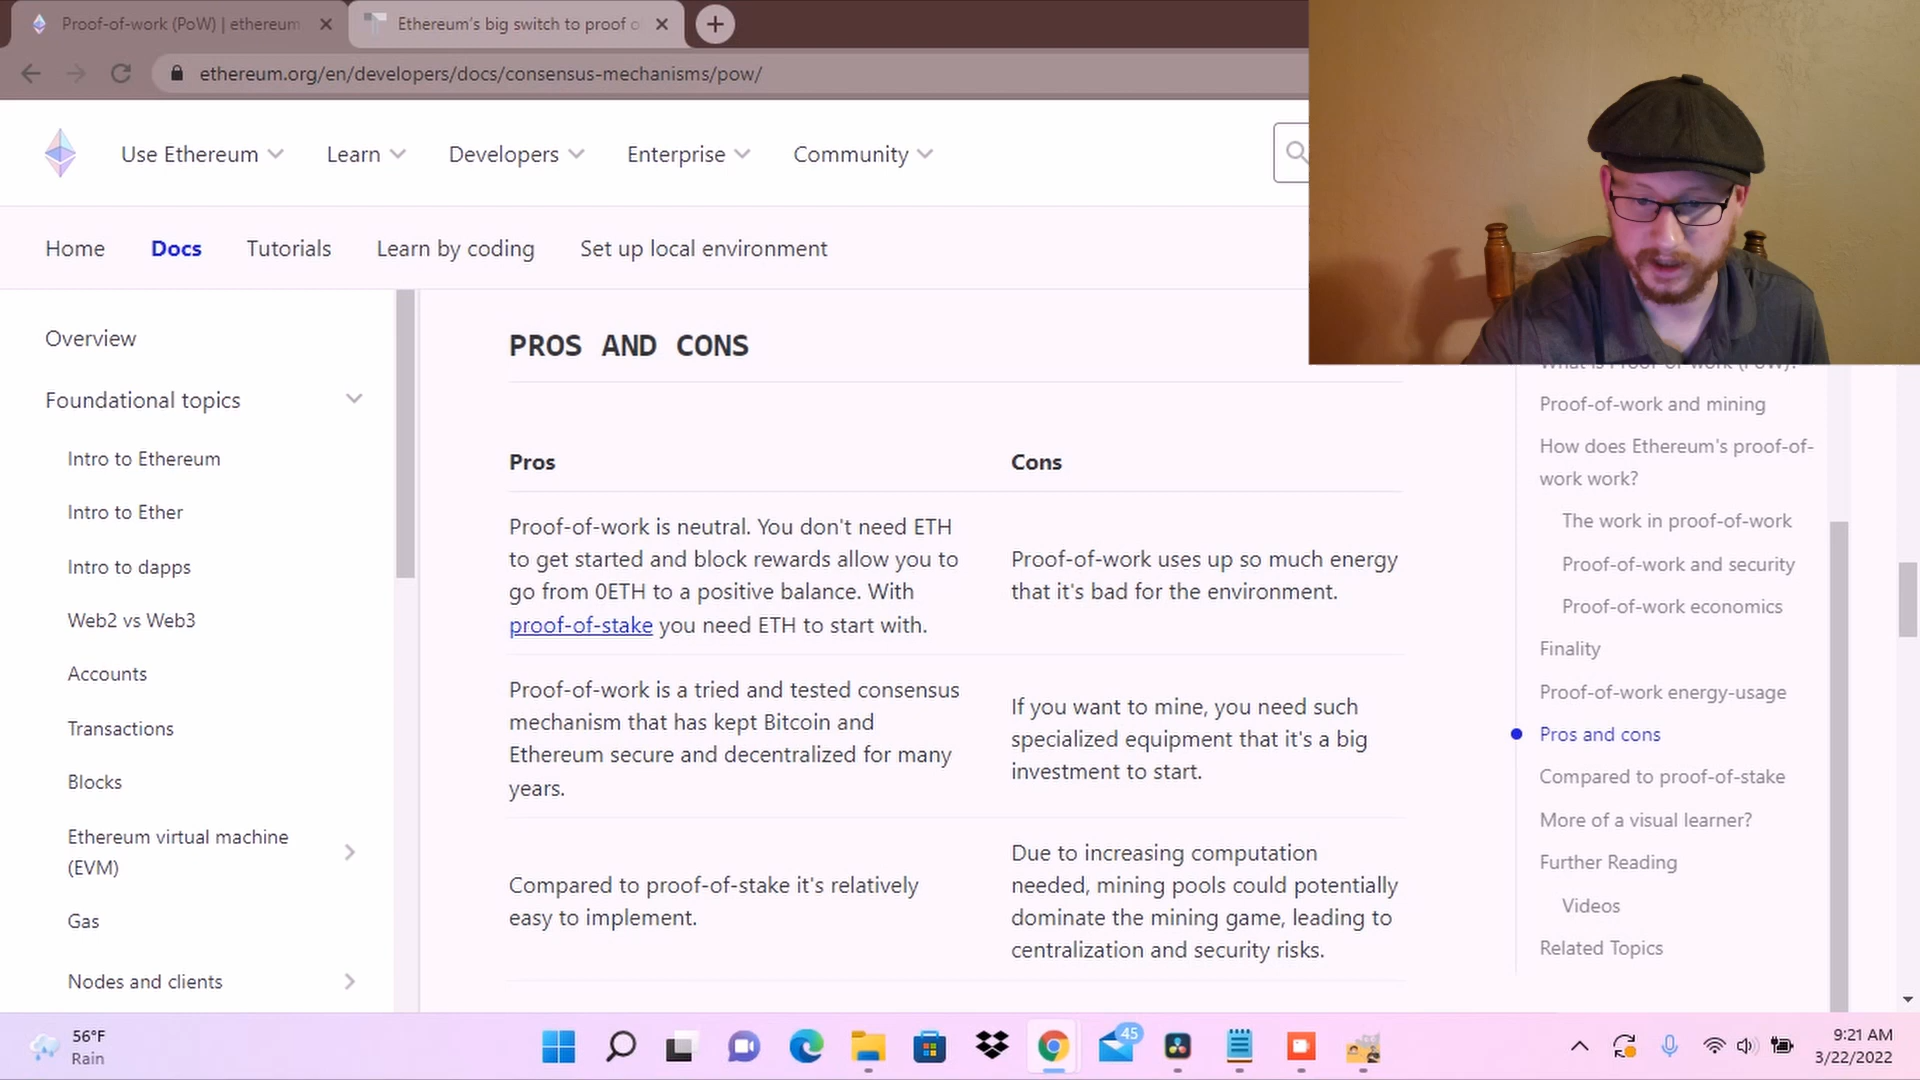 Proof-of-work (PoW) | ethereum
Ethereum's big switch to proof o
ethereum.org/en/developers/docs/consensus-mechanisms/pow/
Use Ethereum
Learn
Developers
Enterprise
Community
Home
Docs
Tutorials
Learn by coding
Set up local environment
Overview
Foundational topics
Intro to Ethereum
Intro to Ether
Intro to dapps
Web2 vs Web3
Accounts
Transactions
Blocks
Ethereum virtual machine
(EVM)
Gas
Nodes and clients
PROS AND CONS
Pros
Cons
Proof-of-work is neutral. You don't need ETH
to get started and block rewards allow you to
go from 0ETH to a positive balance. With
proof-of-stake you need ETH to start with.
Proof-of-work uses up so much energy
that it's bad for the environment.
Proof-of-work is a tried and tested consensus
mechanism that has kept Bitcoin and
Ethereum secure and decentralized for many
years.
If you want to mine, you need such
specialized equipment that it's a big
investment to start.
Compared to proof-of-stake it's relatively
easy to implement.
Due to increasing computation
needed, mining pools could potentially
dominate the mining game, leading to
centralization and security risks.
What is Proof-of-work (PoW)?
Proof-of-work and mining
How does Ethereum's proof-of-
work work?
The work in proof-of-work
Proof-of-work and security
Proof-of-work economics
Finality
Proof-of-work energy-usage
Pros and cons
Compared to proof-of-stake
More of a visual learner?
Further Reading
Videos
Related Topics
56°F
Rain
45
9:21 AM
3/22/2022